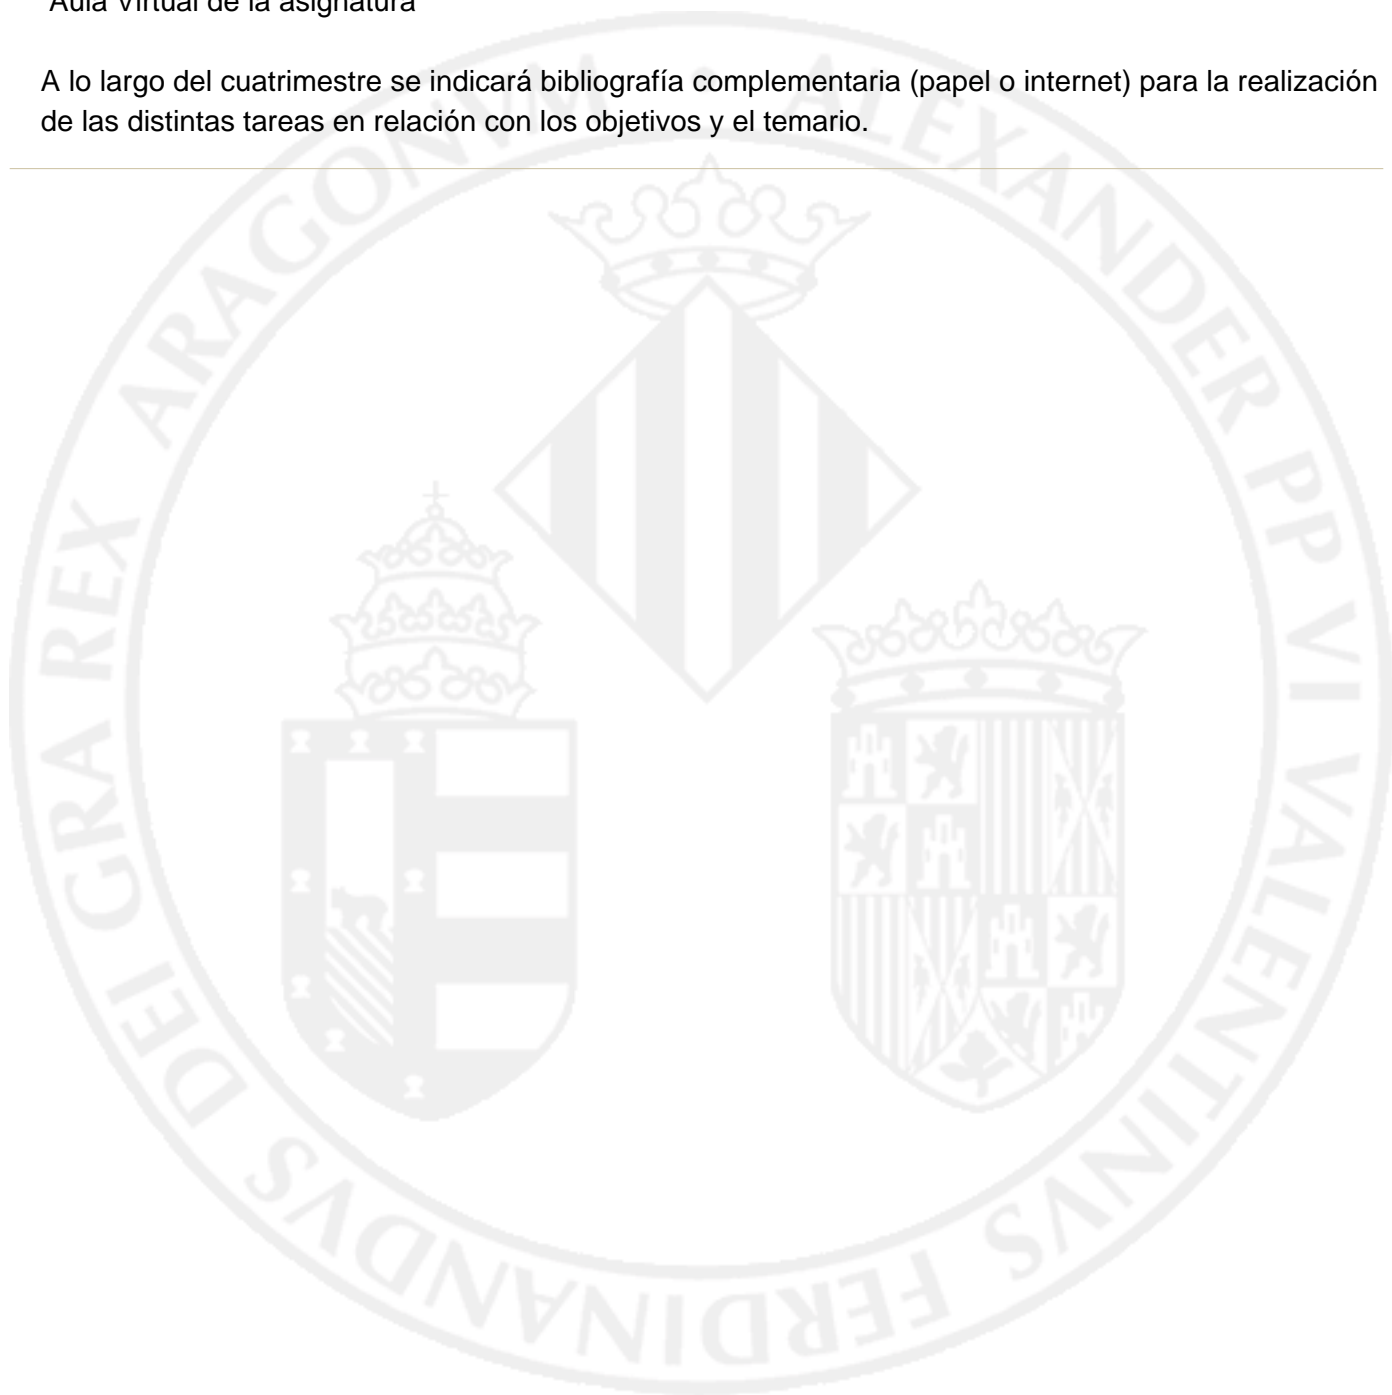 Aula Virtual de la asignatura
A lo largo del cuatrimestre se indicará bibliografía complementaria (papel o internet) para la realización
de las distintas tareas en relación con los objetivos y el temario.
ALEXANDER PP VI VALENTINVS FERDINANDVS DEI GRA REX ARAGONVM